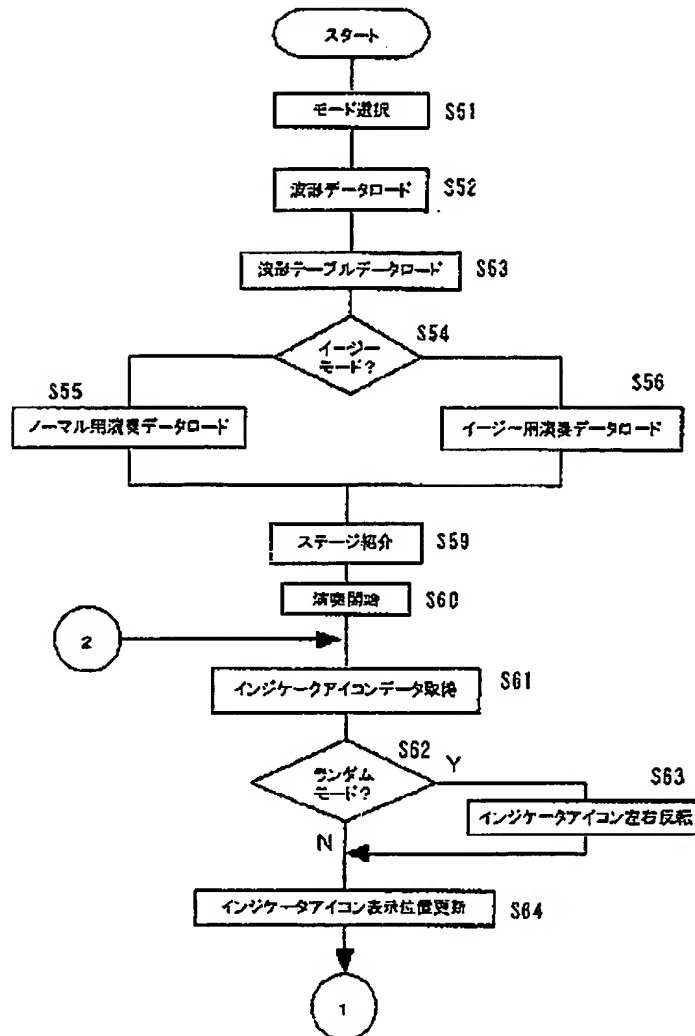 スタート
モード選択 S51
波形データロード S52
波形テーブルデータロード S53
S54
イージー
モード?
S55
ノーマル用演奏データロード
S56
イージー用演奏データロード
ステージ紹介 S59
演奏開始 S60
2
インジケータアイコンデータ取得 S61
S62
ランダム
モード?
Y
S63
インジケータアイコン左右反転
N
インジケータアイコン表示位置更新 S64
1